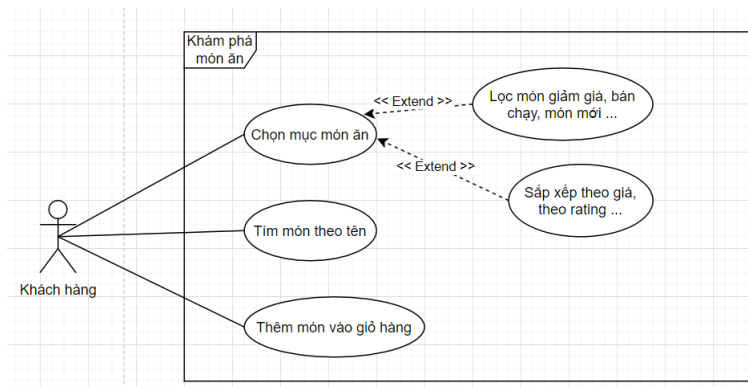 Khám phá
món ăn
<< Extend >>
Lọc món giảm giá, bán
chạy, món mới ...
Chọn mục món ăn
<< Extend >>
Sắp xếp theo giá,
theo rating ...
Tìm món theo tên
Khách hàng
Thêm món vào giỏ hàng